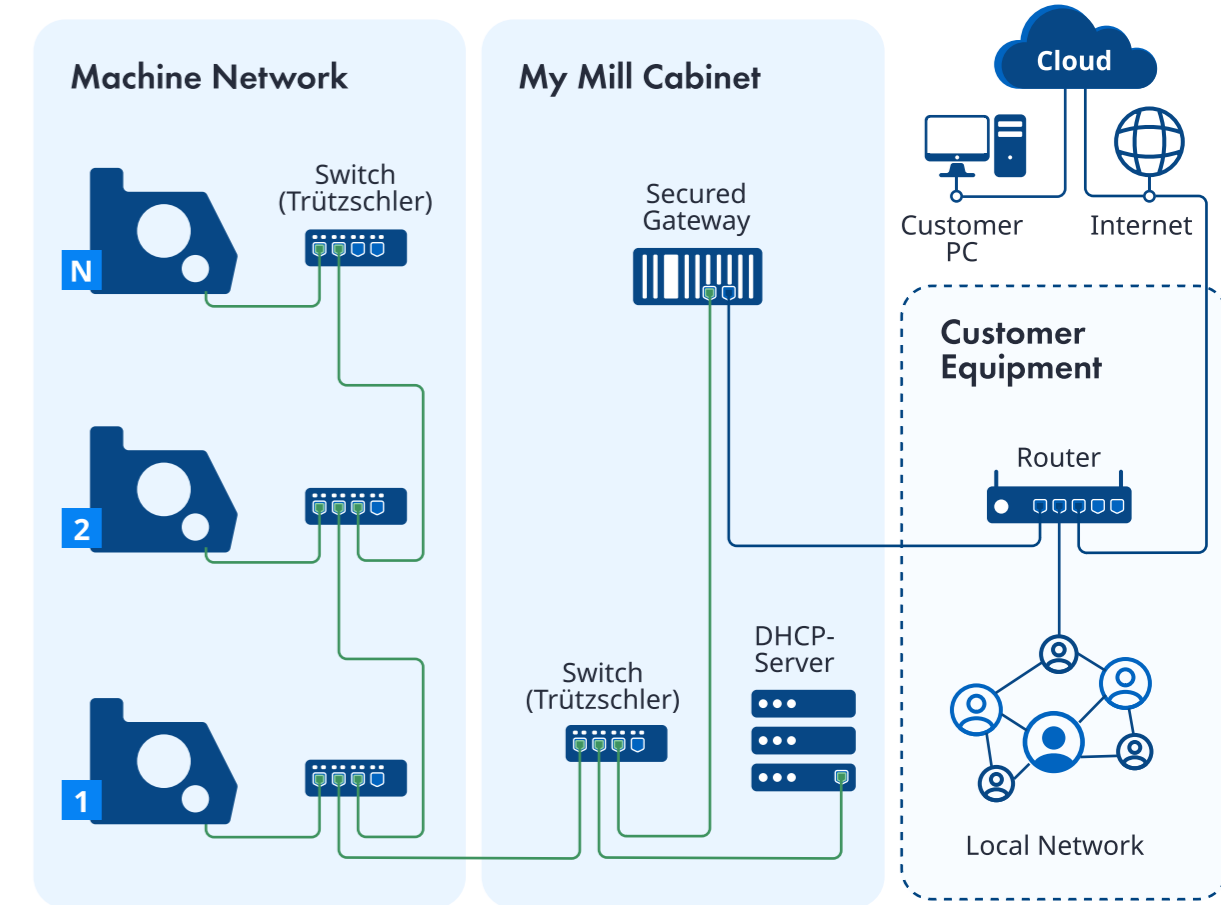 Machine Network
Switch
(Trützschler)
N
2
1
My Mill Cabinet
Secured
Gateway
Switch
(Trützschler)
DHCP-
Server
Cloud
Customer
PC
Internet
Customer
Equipment
Router
Local Network